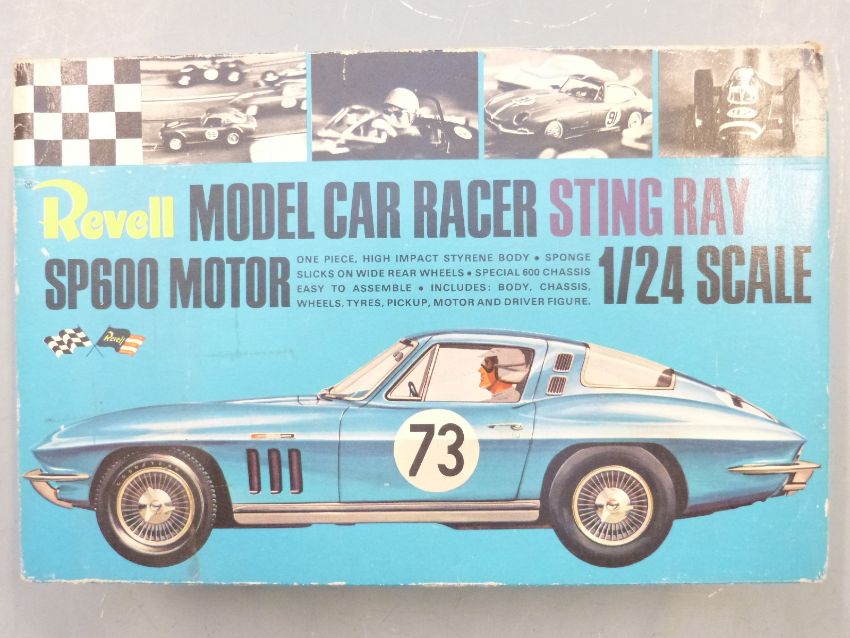 91
Revell MODEL CAR RACER STING RAY
SP600 MOTOR
ONE PIECE, HIGH IMPACT STYRENE BODY • SPONGE
SLICKS ON WIDE REAR WHEELS • SPECIAL 600 CHASSIS
EASY TO ASSEMBLE • INCLUDES: BODY, CHASSIS,
WHEELS, TYRES, PICKUP, MOTOR AND DRIVER FIGURE.
1/24 SCALE
Revell
73